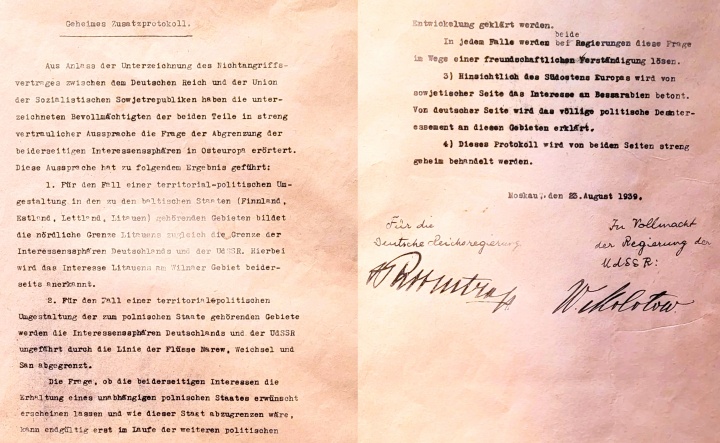 Geheimes Zusatzprotokoll.
Aus Anlass der Unterzeichnung des Nichtangriffs-
vertrages zwischen dem Deutschen Reich und der Union
der Sozialistischen Sowjetrepubliken haben die unter-
zeichneten Bevollmächtigten der beiden Teile in streng
vertraulicher Aussprache die Frage der Abgrenzung der
beiderseitigen Interessenssphären in Osteuropa erörtert.
Diese Aussprache hat zu folgendem Ergebnis geführt:
1. Für den Fall einer territorial-politischen Um-
gestaltung in den zu den baltischen Staaten (Finnland,
Estland, Lettland, Litauen) gehörenden Gebieten bildet
die nördliche Grenze Litauens zugleich die Grenze der
Interessensphären Deutschlands und der UdSSR. Hierbei
wird das Interesse Litauens am Wilnaer Gebiet beider-
seits anerkannt.
2. Für den Fall einer territorial-politischen
Umgestaltung der zum polnischen Staate gehörenden Gebiete
werden die Interessensphären Deutschlands und der UdSSR
ungefähr durch die Linie der Flüsse Narew, Weichsel und
San abgegrenzt.
Die Frage, ob die beiderseitigen Interessen die
Erhaltung eines unabhängigen polnischen Staates erwünscht
erscheinen lassen und wie dieser Staat abzugrenzen wäre,
kann endgültig erst im Laufe der weiteren politischen
Entwickelung geklärt werden.
In jedem Falle werden beide Regierungen diese Frage
im Wege einer freundschaftlichen Verständigung lösen.
3) Hinsichtlich des Südostens Europas wird von
sowjetischer Seite das Interesse an Bessarabien betont.
Von deutscher Seite wird das völlige politische Desinter-
essement an diesen Gebieten erklärt.
4) Dieses Protokoll wird von beiden Seiten streng
geheim behandelt werden.
Moskau, den 23. August 1939.
Für die
Deutsche Reichsregierung
Ribbentrop
In Vollmacht
der Regierung der
UdSSR:
W. Molotow